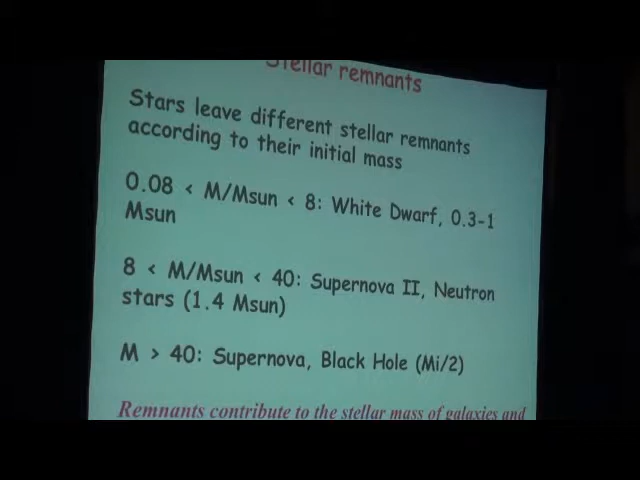 Stellar remnants
Stars leave different stellar remnants
according to their initial mass
0.08 < M/Msun < 8: White Dwarf, 0.3-1
Msun
8 < M/Msun < 40: Supernova II, Neutron
stars (1.4 Msun)
M > 40: Supernova, Black Hole (Mi/2)
Remnants contribute to the stellar mass of galaxies and